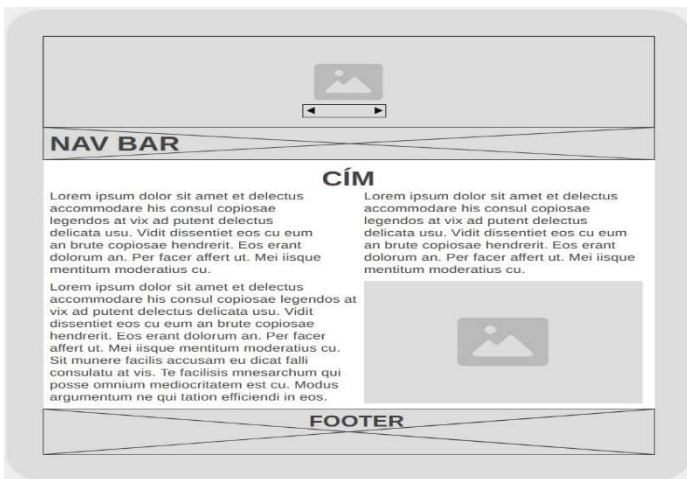 NAV BAR
CÍM
Lorem ipsum dolor sit amet et delectus
accommodare his consul copiosae
legendos at vix ad putent delectus
delicata usu. Vidit dissentiet eos cu eum
an brute copiosae hendrerit. Eos erant
dolorum an. Per facer affert ut. Mei iisque
mentitum moderatius cu.
Lorem ipsum dolor sit amet et delectus
accommodare his consul copiosae
legendos at vix ad putent delectus
delicata usu. Vidit dissentiet eos cu eum
an brute copiosae hendrerit. Eos erant
dolorum an. Per facer affert ut. Mei iisque
mentitum moderatius cu.
Lorem ipsum dolor sit amet et delectus
accommodare his consul copiosae legendos at
vix ad putent delectus delicata usu. Vidit
dissentiet eos cu eum an brute copiosae
hendrerit. Eos erant dolorum an. Per facer
affert ut. Mei iisque mentitum moderatius cu.
Sit munere facilis accusam eu dicat falli
consulatu at vis. Te facilisis mnesarchum qui
posse omnium mediocritatem est cu. Modus
argumentum ne qui tation efficiendi in eos.
FOOTER